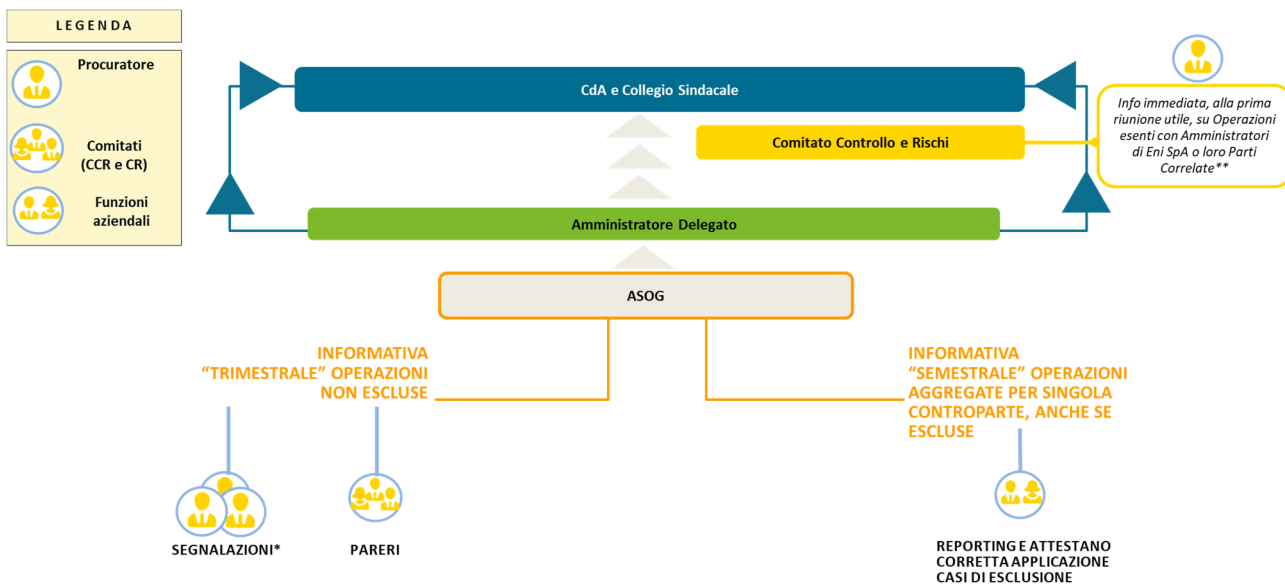 LEGENDA
Procuratore
Comitati
(CCR e CR)
Funzioni
aziendali
CdA e Collegio Sindacale
Comitato Controllo e Rischi
Info immediata, alla prima
riunione utile, su Operazioni
esenti con Amministratori
di Eni SpA o loro Parti
Correlate**
Amministratore Delegato
ASOG
INFORMATIVA
“TRIMESTRALE” OPERAZIONI
NON ESCLUSE
INFORMATIVA
“SEMESTRALE” OPERAZIONI
AGGREGATE PER SINGOLA
CONTROPARTE, ANCHE SE
ESCLUSE
SEGNALAZIONI*
PARERI
REPORTING E ATTESTANO
CORRETTA APPLICAZIONE
CASI DI ESCLUSIONE